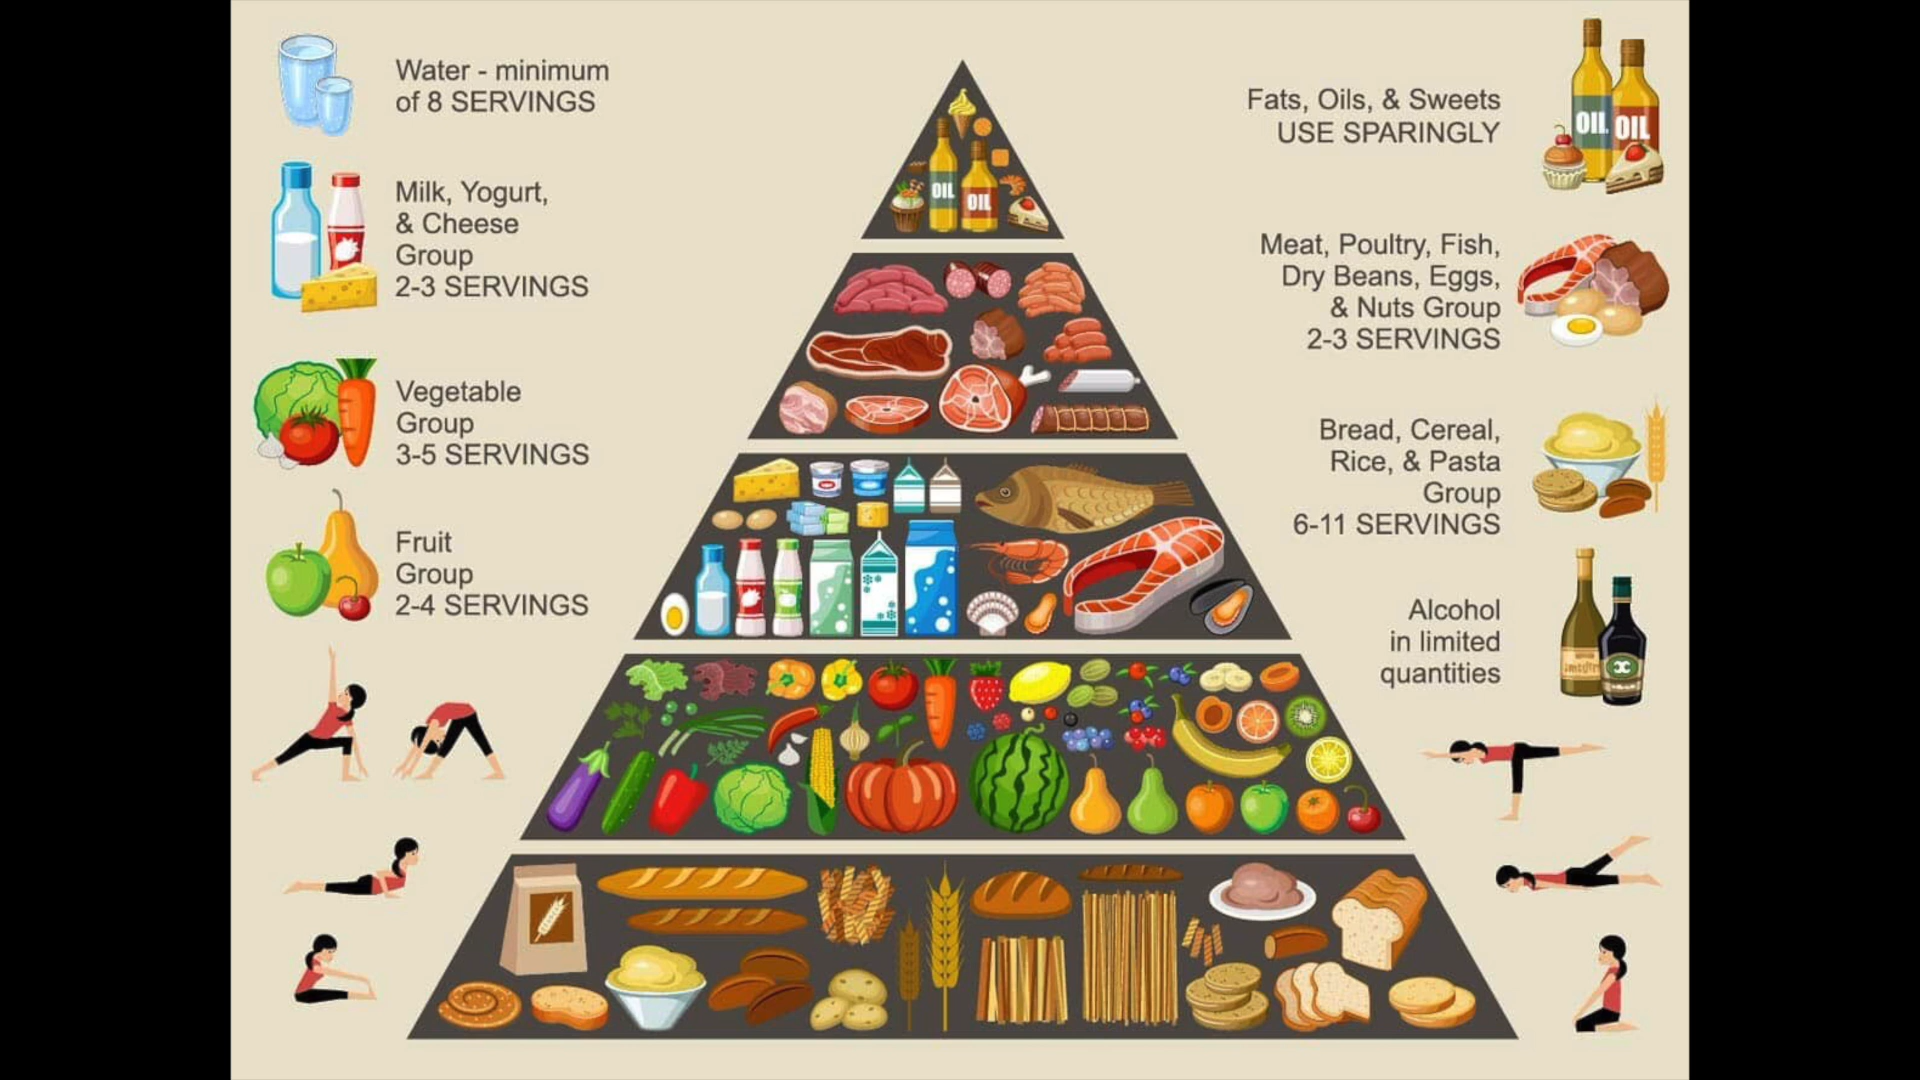 Water - minimum
of 8 SERVINGS
Milk, Yogurt,
& Cheese
Group
2-3 SERVINGS
Vegetable
Group
3-5 SERVINGS
Fruit
Group
2-4 SERVINGS
Fats, Oils, & Sweets
USE SPARINGLY
OIL OIL
Meat, Poultry, Fish,
Dry Beans, Eggs,
& Nuts Group
2-3 SERVINGS
Bread, Cereal,
Rice, & Pasta
Group
6-11 SERVINGS
Alcohol
in limited
quantities
OIL
OIL